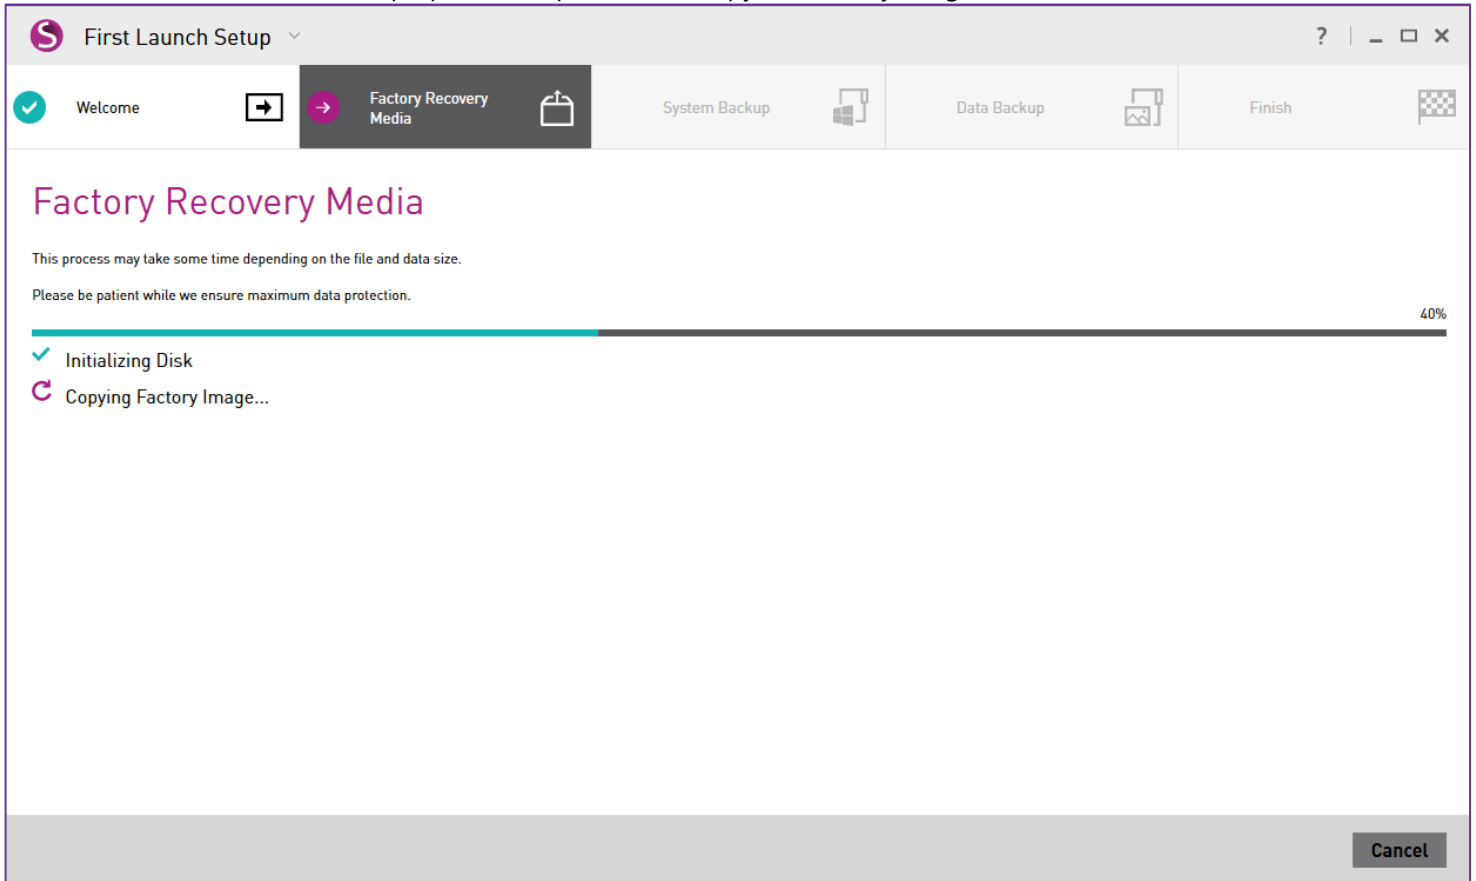 First Launch Setup
?
Welcome
Factory Recovery
Media
System Backup
Data Backup
Finish
Factory Recovery Media
This process may take some time depending on the file and data size.
Please be patient while we ensure maximum data protection.
40%
Initializing Disk
Copying Factory Image...
Cancel